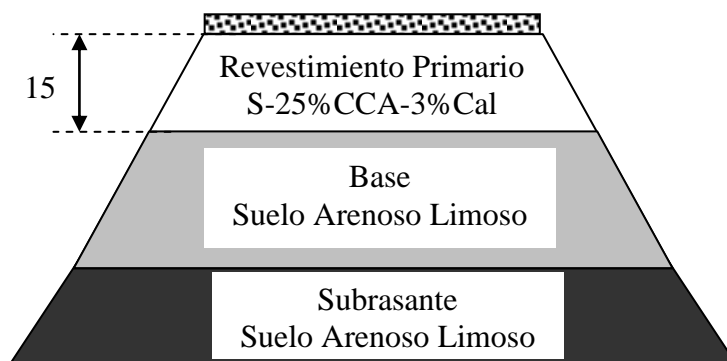 15
Revestimiento Primario
S-25%CCA-3%Cal
Base
Suelo Arenoso Limoso
Subrasante
Suelo Arenoso Limoso